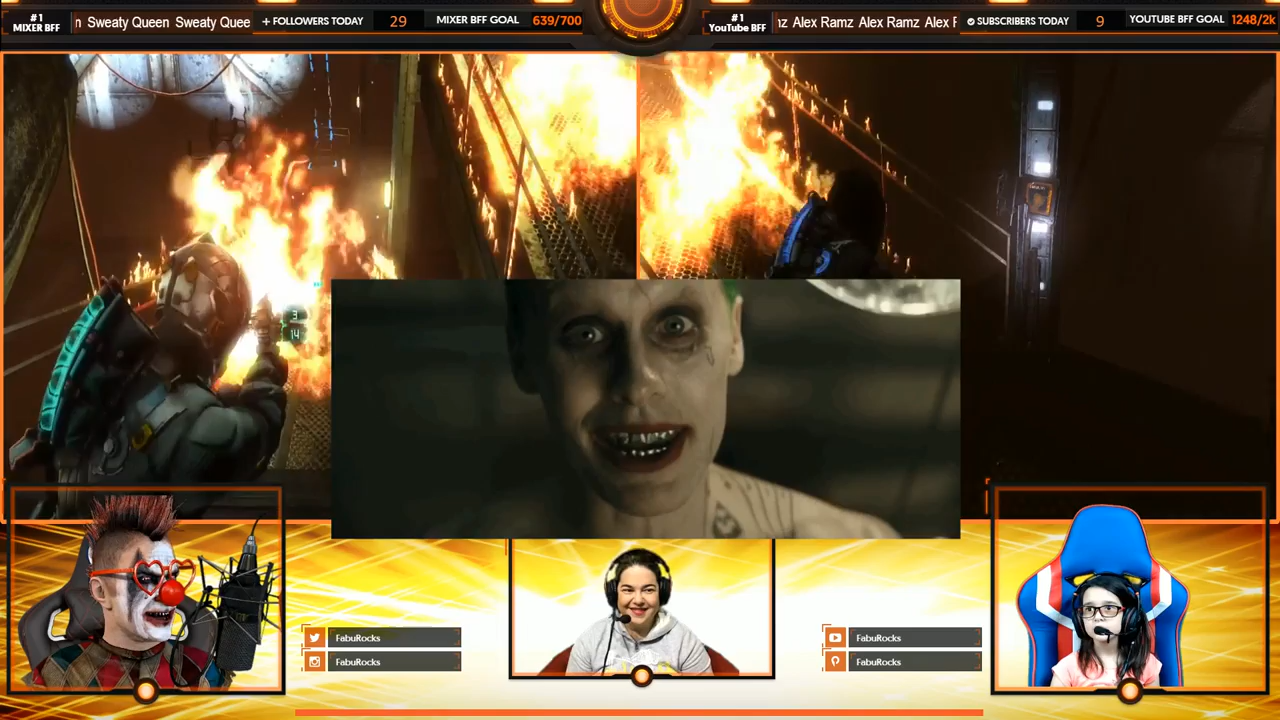 #1
MIXER BFF
n Sweaty Queen Sweaty Quee
+ FOLLOWERS TODAY
29
MIXER BFF GOAL
639/700
#1
YouTube BFF
nz Alex Ramz Alex Ramz Alex F
SUBSCRIBERS TODAY
9
YOUTUBE BFF GOAL
1248/2k
3
14
FabuRocks
FabuRocks
FabuRocks
FabuRocks